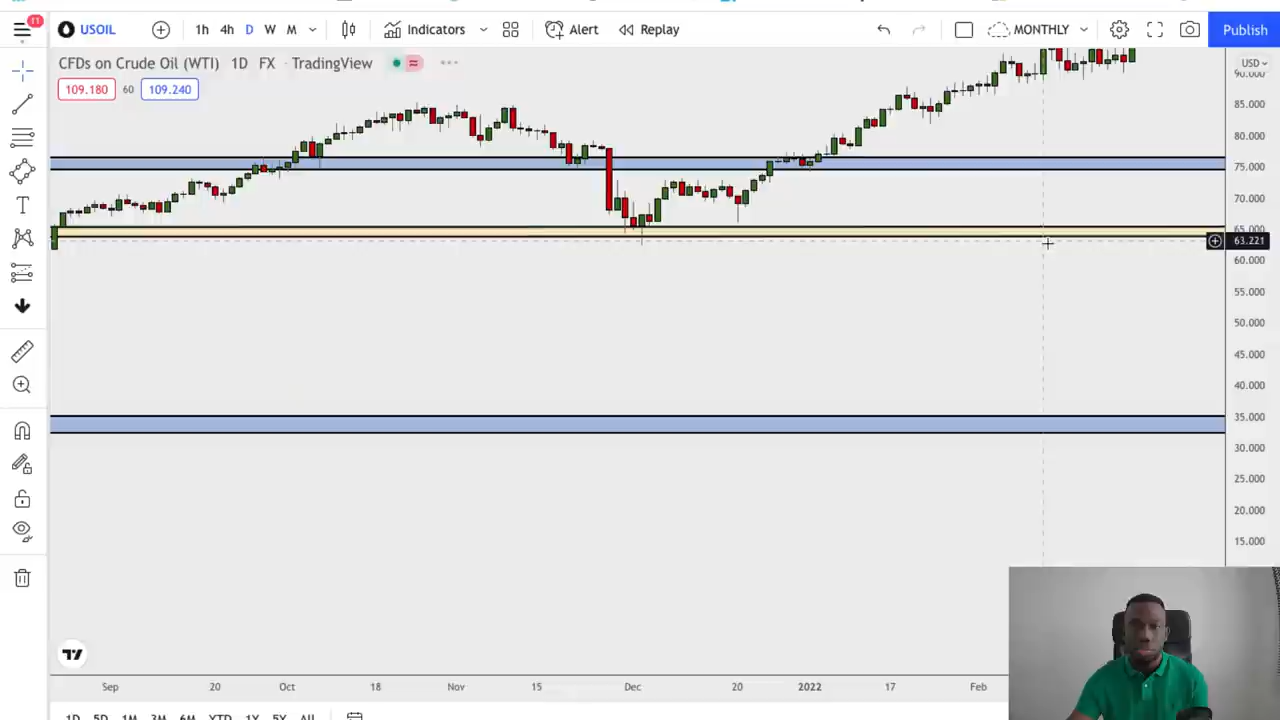 11
USOIL
1h 4h D W M
Indicators
Alert
Replay
MONTHLY
Publish
CFDs on Crude Oil (WTI) 1D FX · TradingView
USD
109.180 60 109.240
90.000
85.000
80.000
75.000
70.000
65.000
63.221
60.000
55.000
50.000
45.000
40.000
35.000
30.000
25.000
20.000
15.000
Sep 20 Oct 18 Nov 15 Dec 20 2022 17 Feb
1D 5D 1M 3M 6M YTD 1Y 5Y All